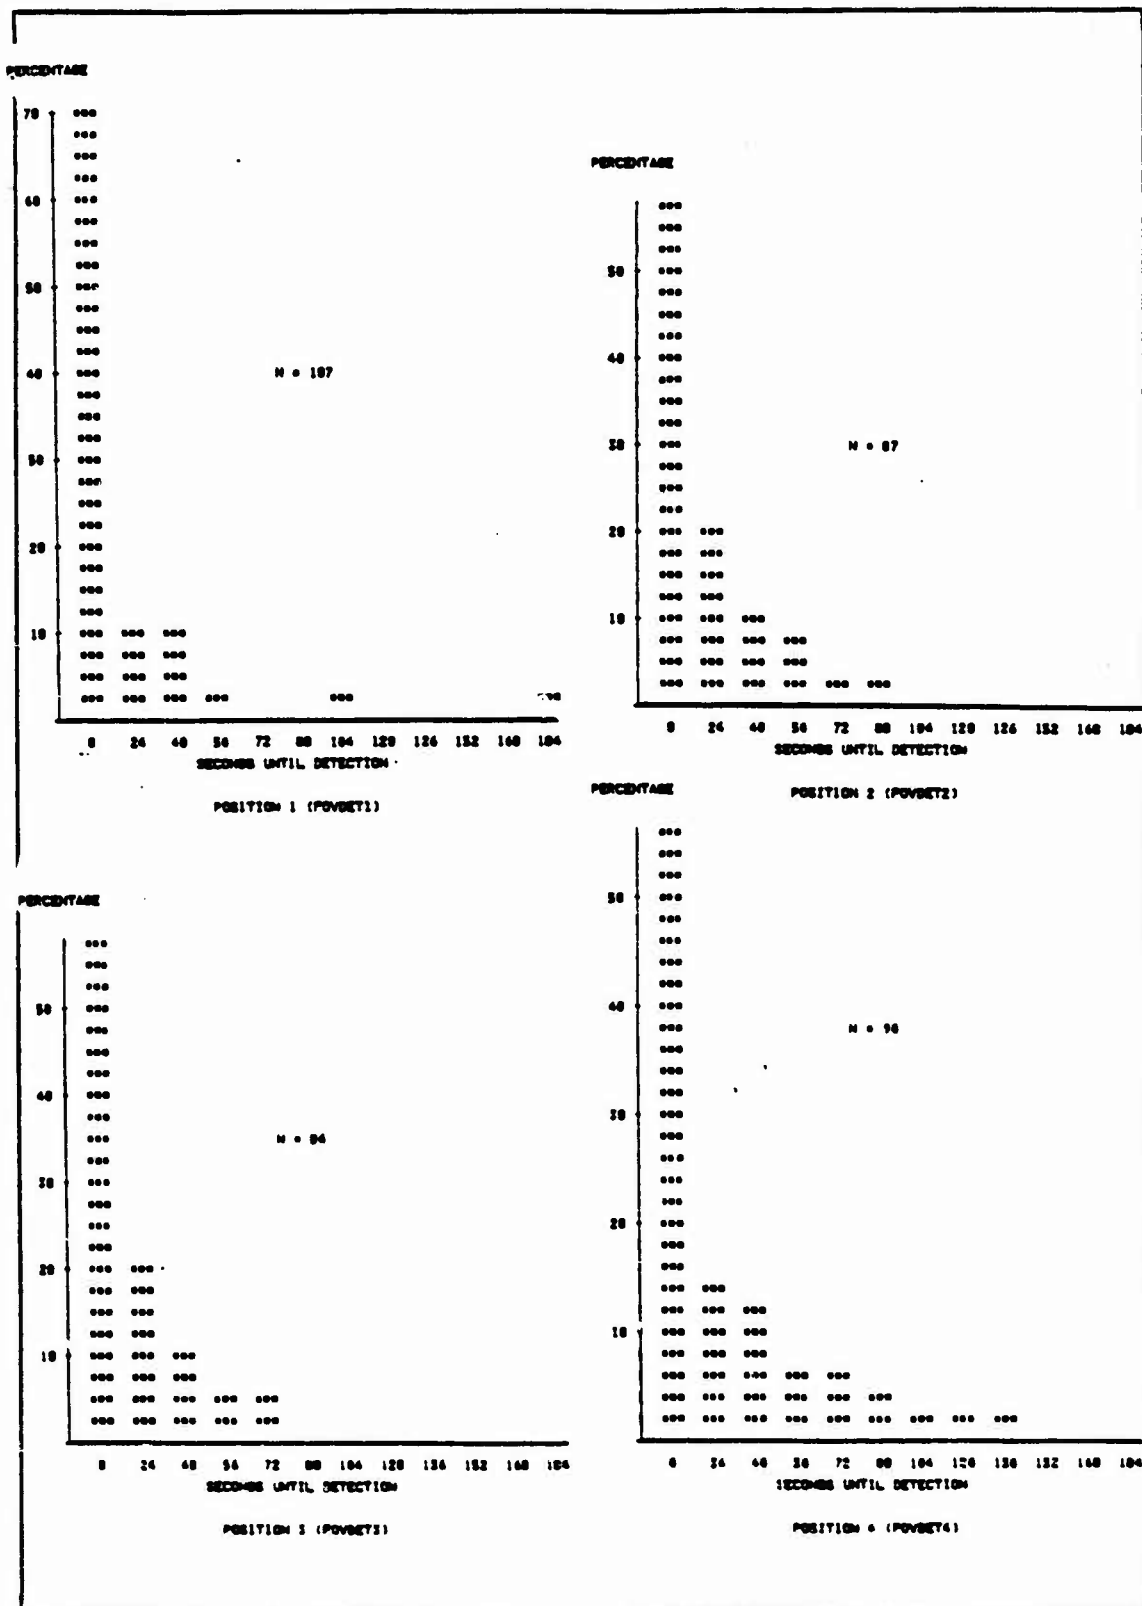 PERCENTAGE
70
60
50
40
N = 107
30
20
10
0 24 40 56 72 88 104 120 136 152 168 184
SECONDS UNTIL DETECTION
POSITION 1 (POVDET1)
PERCENTAGE
50
40
30
N = 87
20
10
8 24 40 56 72 88 104 120 136 152 168 184
SECONDS UNTIL DETECTION
POSITION 2 (POVDET2)
PERCENTAGE
50
40
N = 94
30
20
10
8 24 40 56 72 88 104 120 136 152 168 184
SECONDS UNTIL DETECTION
POSITION 3 (POVDET3)
PERCENTAGE
50
40
N = 96
30
20
10
24 40 56 72 88 104 120 136 152 168 184
SECONDS UNTIL DETECTION
POSITION 4 (POVDET4)